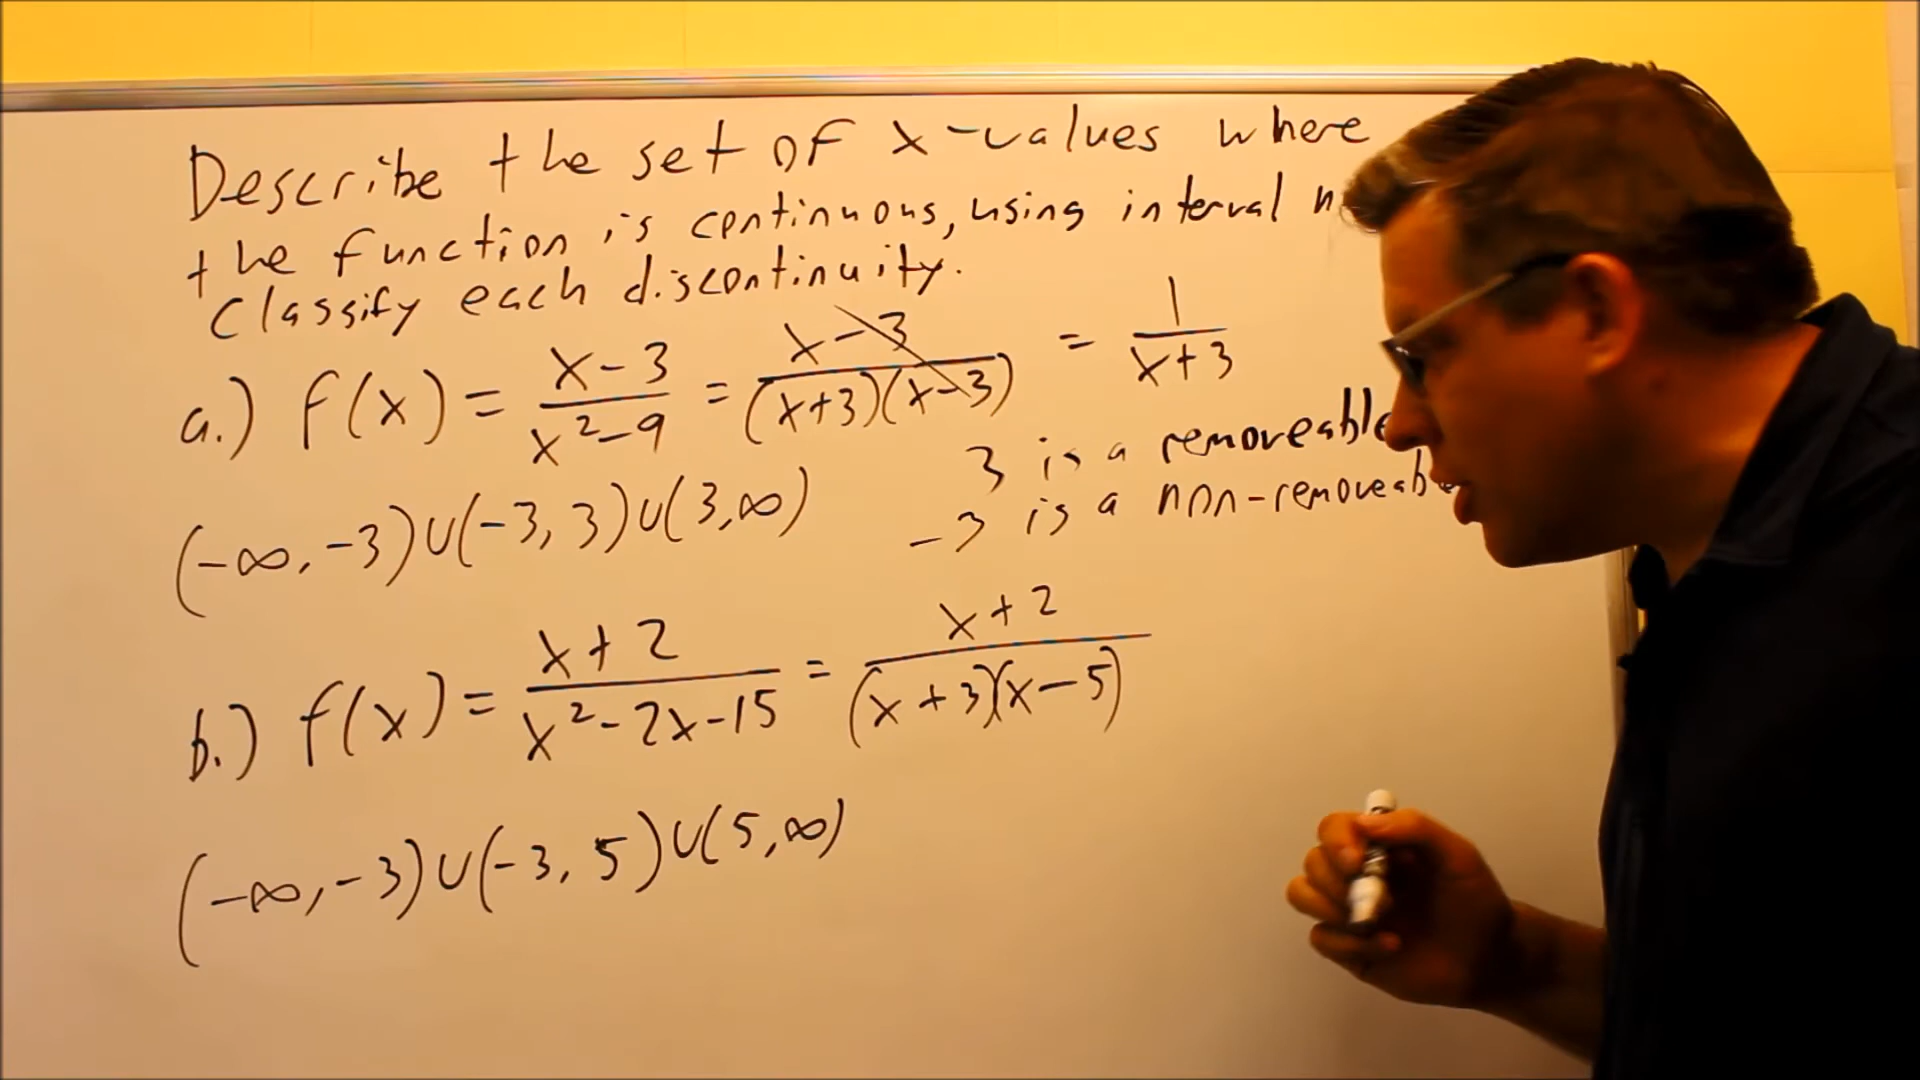 Describe the set of x-values where
the function is continuous, using interval
Classify each discontinuity.
a.) f(x) = x-3 / x²-9 = x-3 / (x+3)(x-3) = 1 / x+3
3 is a removeable
-3 is a non-removeab
(-∞,-3)∪(-3,3)∪(3,∞)
b.) f(x) = x+2 / x²-2x-15 = x+2 / (x+3)(x-5)
(-∞,-3)∪(-3,5)∪(5,∞)